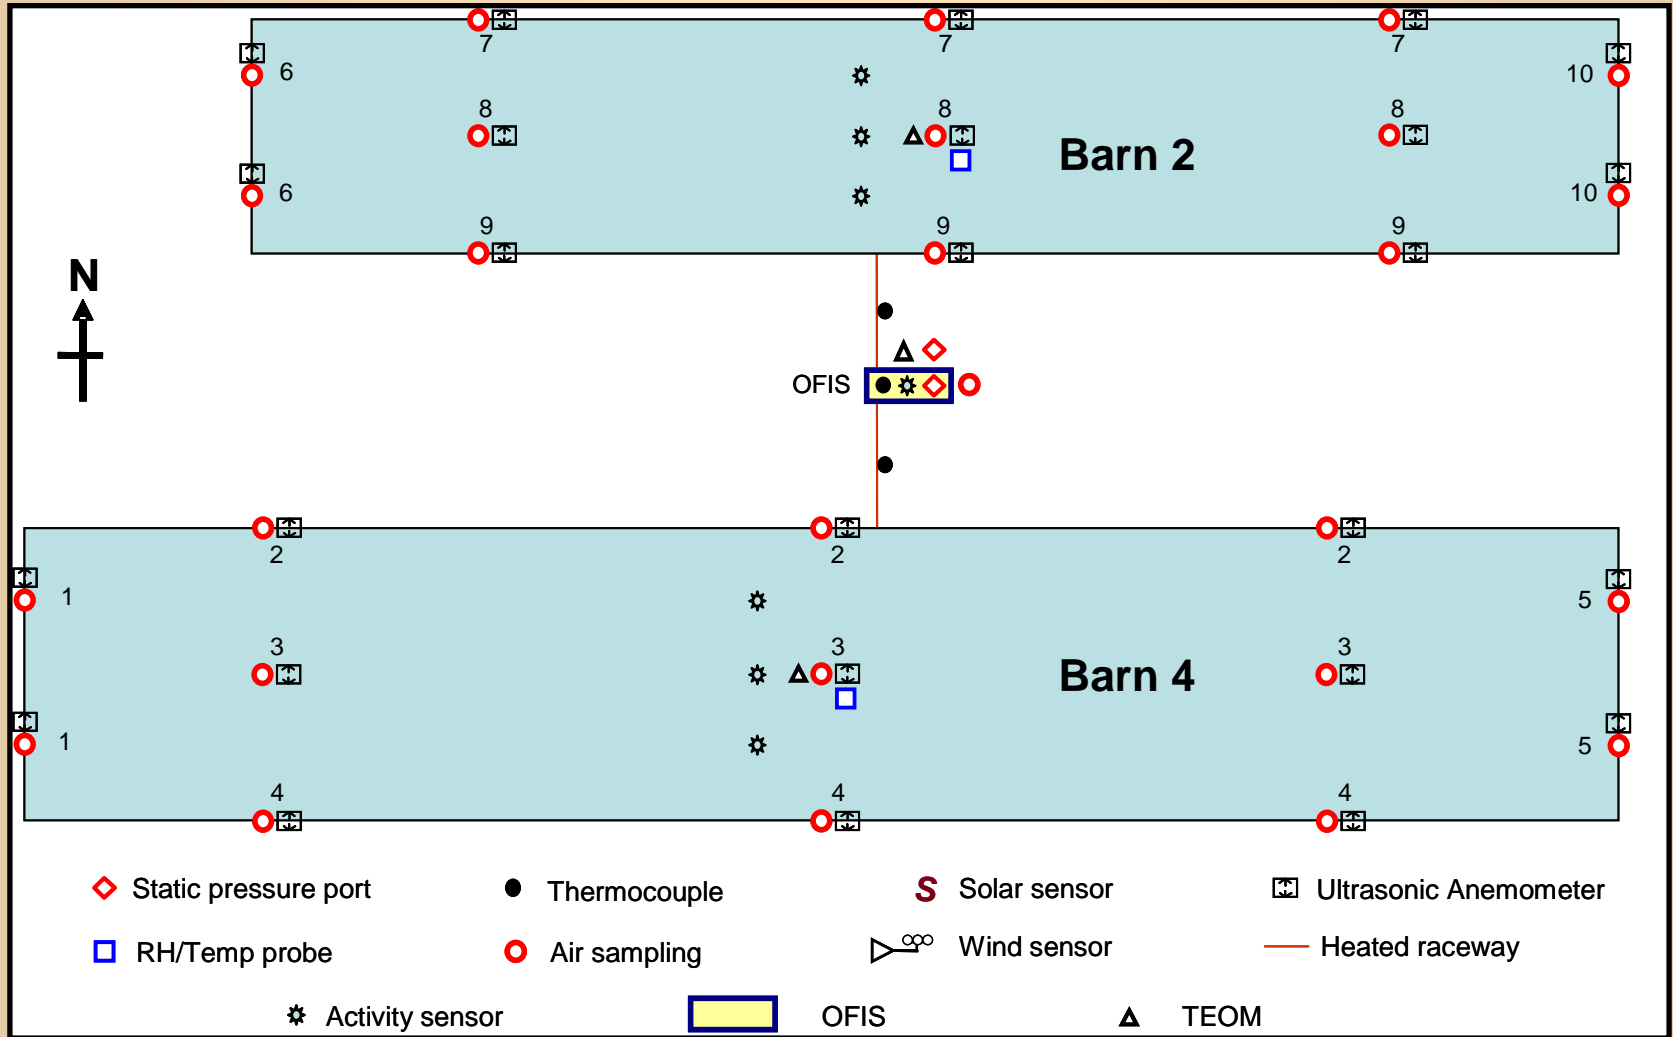 7 7 7
6 10
8 8 8
Barn 2
6 10
9 9 9
N
OFIS
2 2 2
1 5
3 3 3
Barn 4
1 5
4 4 4
Static pressure port Thermocouple S Solar sensor Ultrasonic Anemometer
RH/Temp probe Air sampling Wind sensor Heated raceway
Activity sensor OFIS TEOM